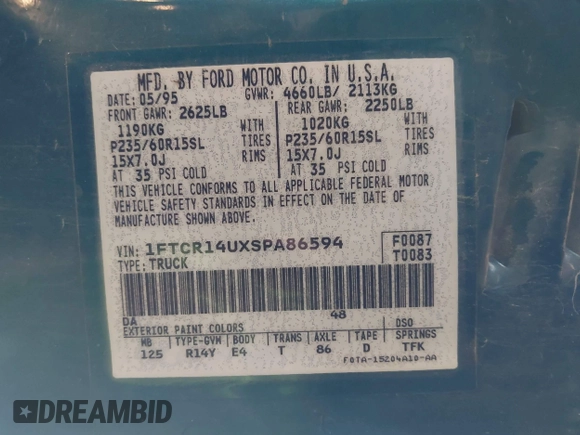 MFD. BY FORD MOTOR CO. IN U.S.A.
DATE: 05/95 GVWR: 4660LB/ 2113KG
FRONT GAWR: 2625LB REAR GAWR: 2250LB
1190KG WITH 1020KG WITH
P235/60R15SL TIRES P235/60R15SL TIRES
15X7.0J RIMS 15X7.0J RIMS
AT 35 PSI COLD AT 35 PSI COLD
THIS VEHICLE CONFORMS TO ALL APPLICABLE FEDERAL MOTOR
VEHICLE SAFETY STANDARDS IN EFFECT ON THE DATE OF
MANUFACTURE SHOWN ABOVE.
VIN: 1FTCR14UXSPA86594 F0087
TYPE: TRUCK T0083
DA 48
EXTERIOR PAINT COLORS DSO
WB TYPE-GVM BODY TRANS AXLE TAPE SPRINGS
125 R14Y E4 T 86 D TFK
F0TA-15204A10-AA
DREAMBID